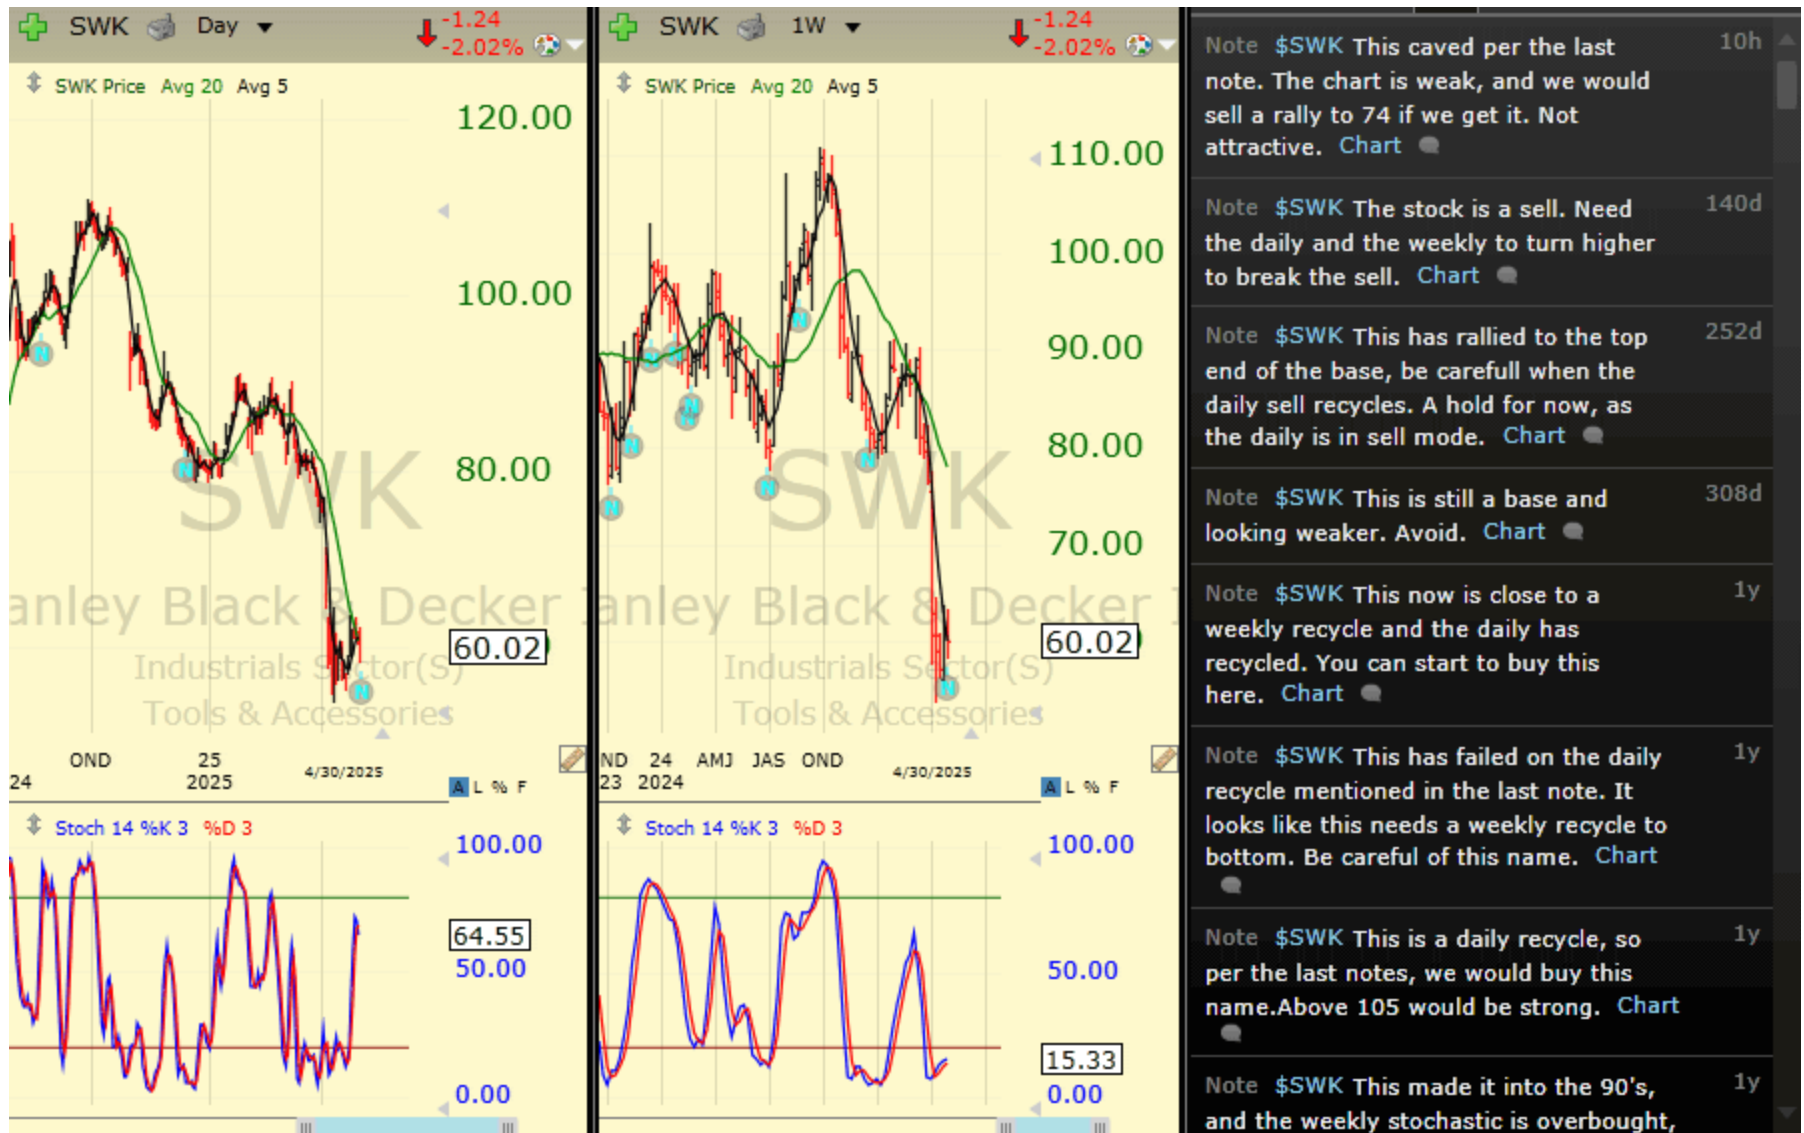 SWK Day -1.24
-2.02%
SWK Price Avg 20 Avg 5
120.00
100.00
80.00
60.02
SWK
anley Black & Decker I
Industrials Sector(S)
Tools & Accessories
OND 25
24 2025 4/30/2025
A L % F
Stoch 14 %K 3 %D 3
100.00
64.55
50.00
0.00
SWK 1W -1.24
-2.02%
SWK Price Avg 20 Avg 5
110.00
100.00
90.00
80.00
70.00
60.02
SWK
anley Black & Decker I
Industrials Sector(S)
Tools & Accessories
ND 24 AMJ JAS OND
23 2024 4/30/2025
A L % F
Stoch 14 %K 3 %D 3
100.00
50.00
15.33
0.00
Note $SWK This caved per the last 10h
note. The chart is weak, and we would
sell a rally to 74 if we get it. Not
attractive. Chart
Note $SWK The stock is a sell. Need 140d
the daily and the weekly to turn higher
to break the sell. Chart
Note $SWK This has rallied to the top 252d
end of the base, be carefull when the
daily sell recycles. A hold for now, as
the daily is in sell mode. Chart
Note $SWK This is still a base and 308d
looking weaker. Avoid. Chart
Note $SWK This now is close to a 1y
weekly recycle and the daily has
recycled. You can start to buy this
here. Chart
Note $SWK This has failed on the daily 1y
recycle mentioned in the last note. It
looks like this needs a weekly recycle to
bottom. Be careful of this name. Chart
Note $SWK This is a daily recycle, so 1y
per the last notes, we would buy this
name.Above 105 would be strong. Chart
Note $SWK This made it into the 90's, 1y
and the weekly stochastic is overbought,